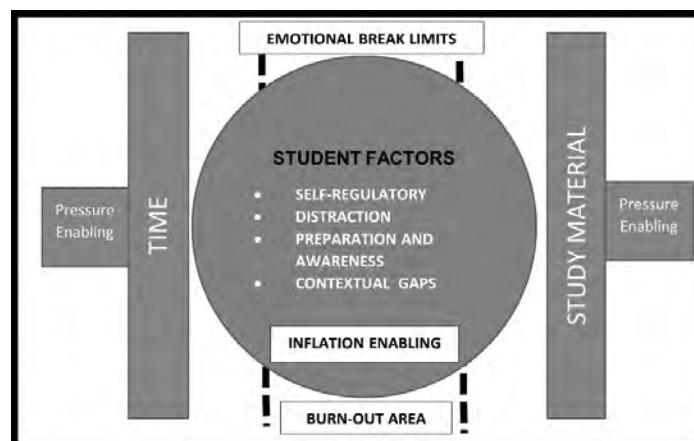 EMOTIONAL BREAK LIMITS
Pressure
Enabling
TIME
STUDENT FACTORS
• SELF-REGULATORY
• DISTRACTION
• PREPARATION AND
AWARENESS
• CONTEXTUAL GAPS
INFLATION ENABLING
BURN-OUT AREA
STUDY MATERIAL
Pressure
Enabling